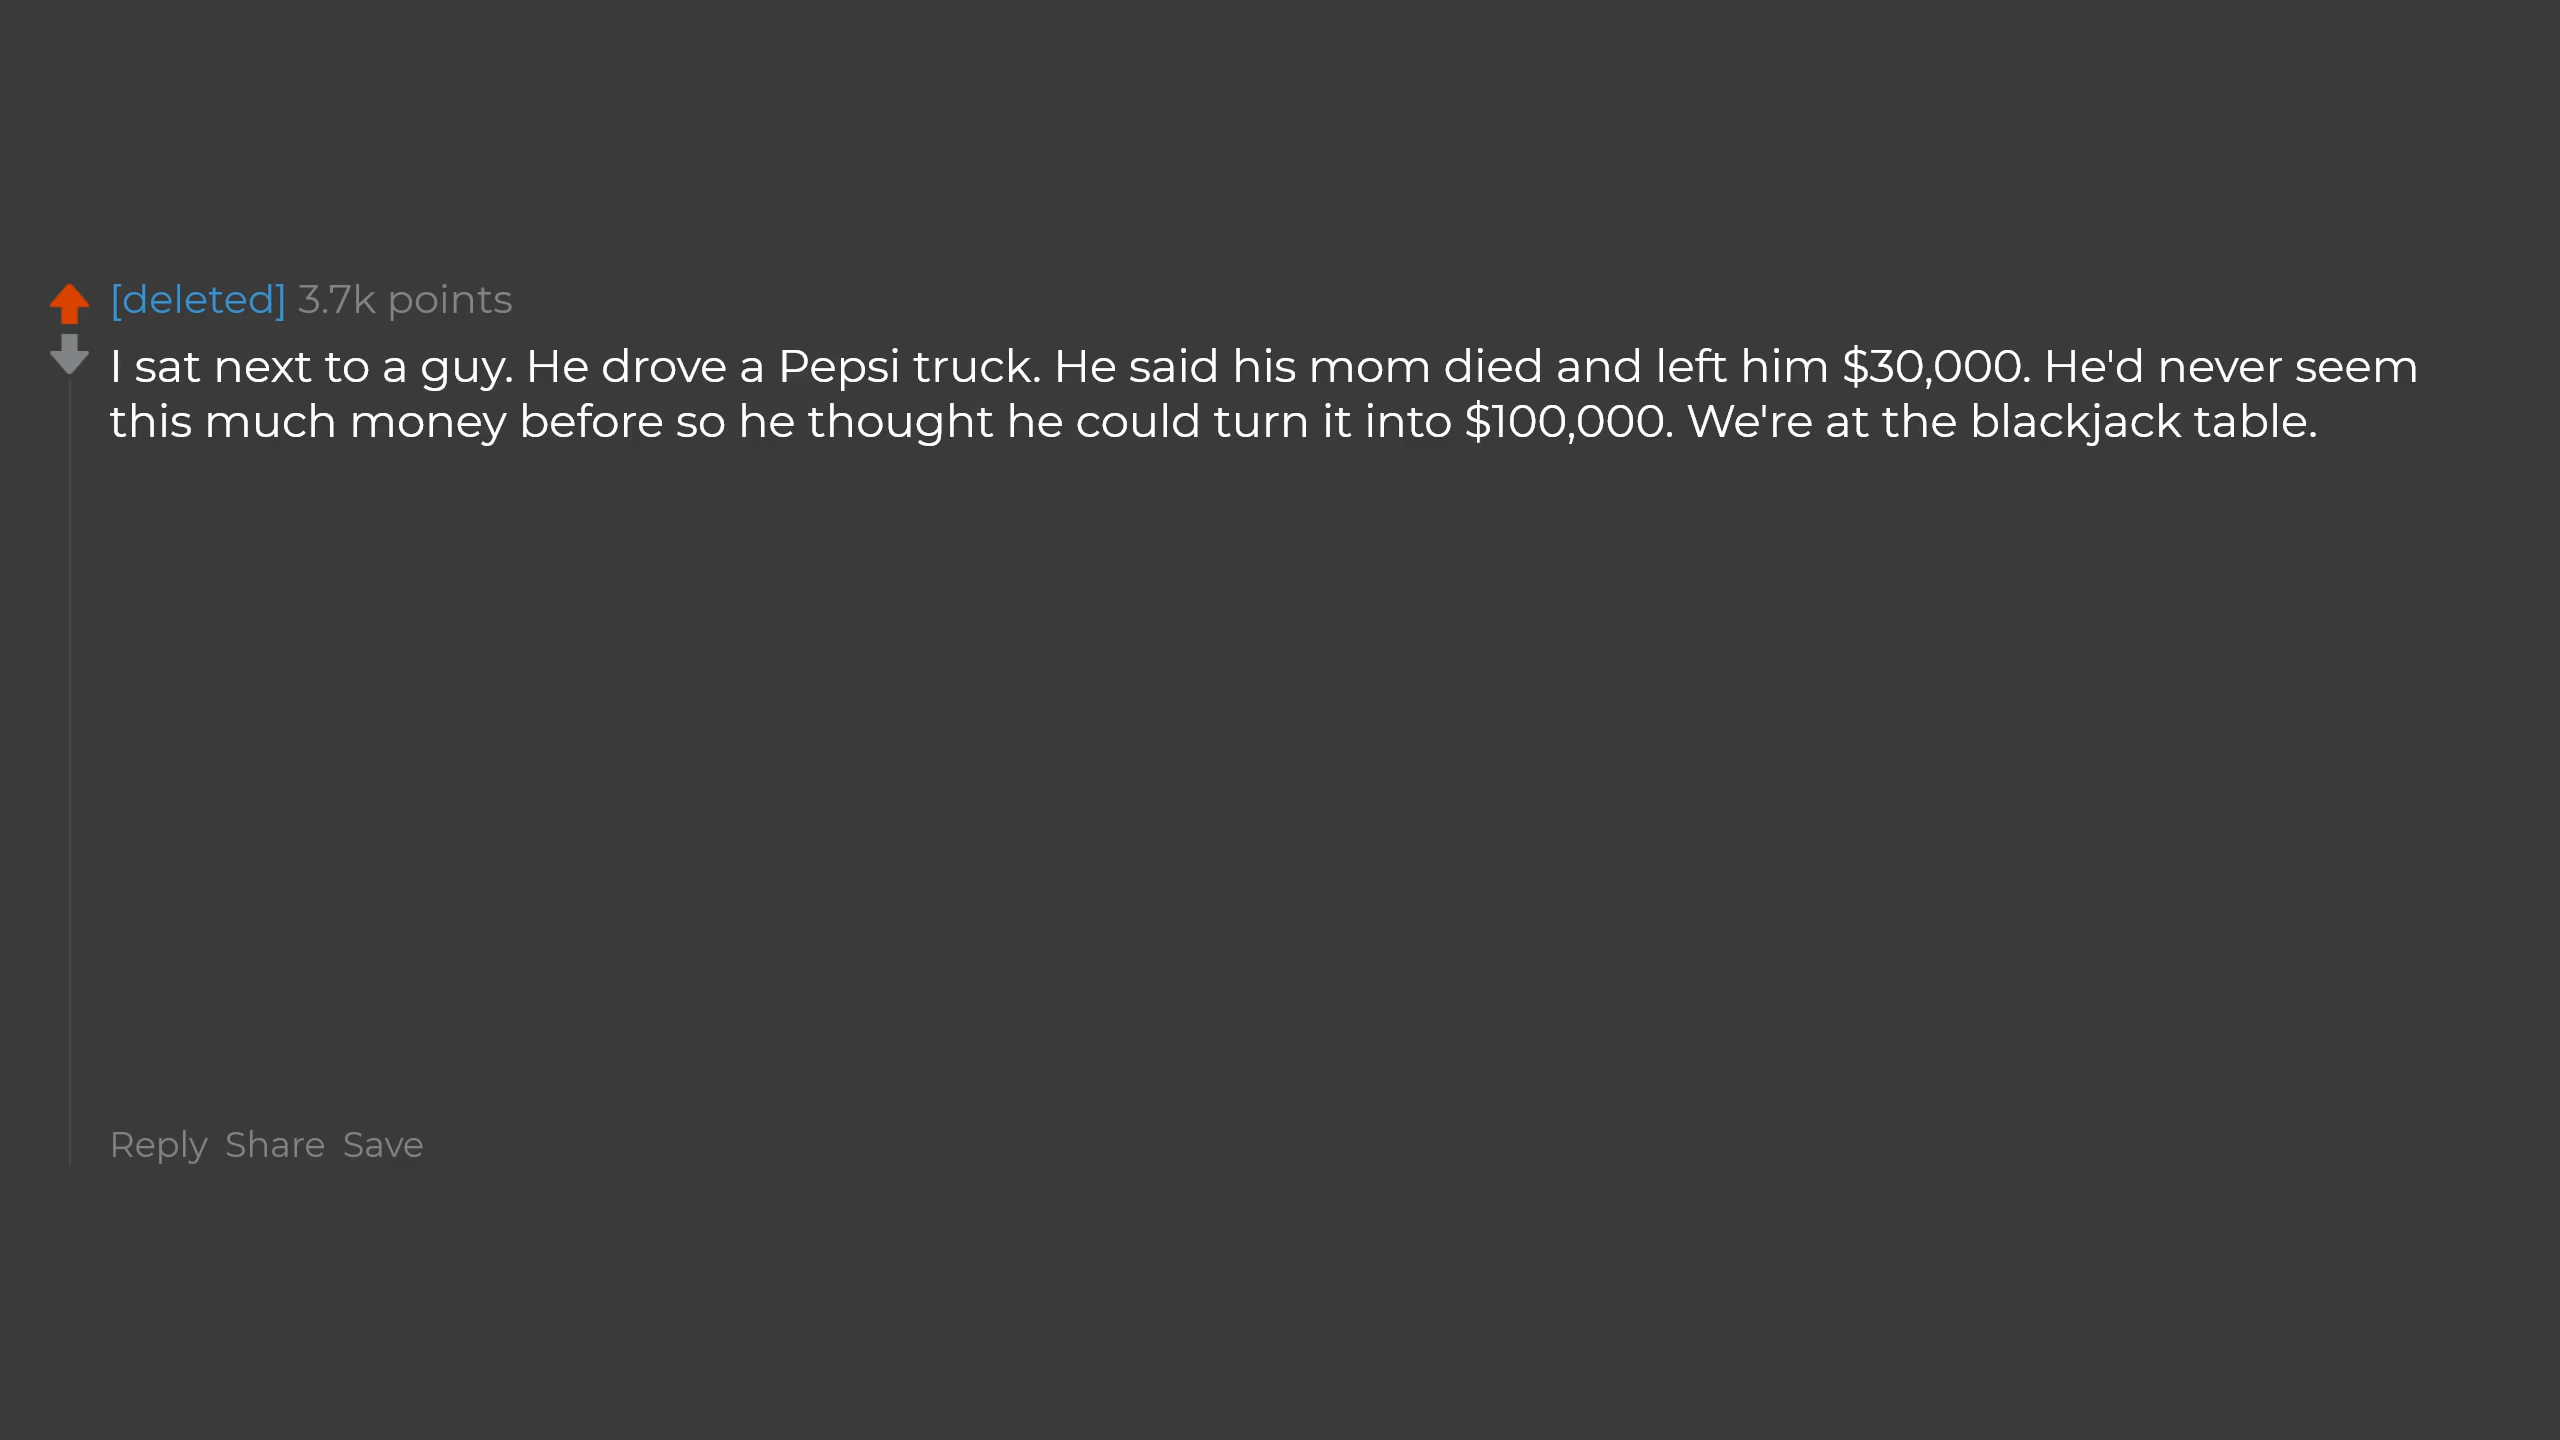 [deleted] 3.7k points
I sat next to a guy. He drove a Pepsi truck. He said his mom died and left him $30,000. He'd never seem
this much money before so he thought he could turn it into $100,000. We're at the blackjack table.
Reply Share Save